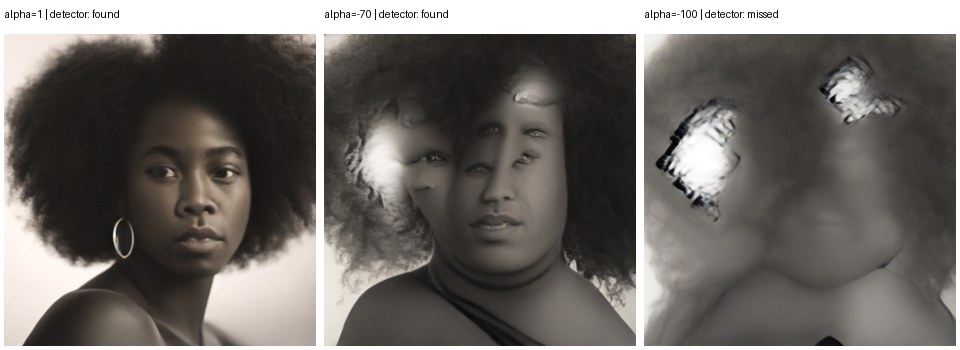 alpha=1 | detector: found
alpha=-70 | detector: found
alpha=-100 | detector: missed